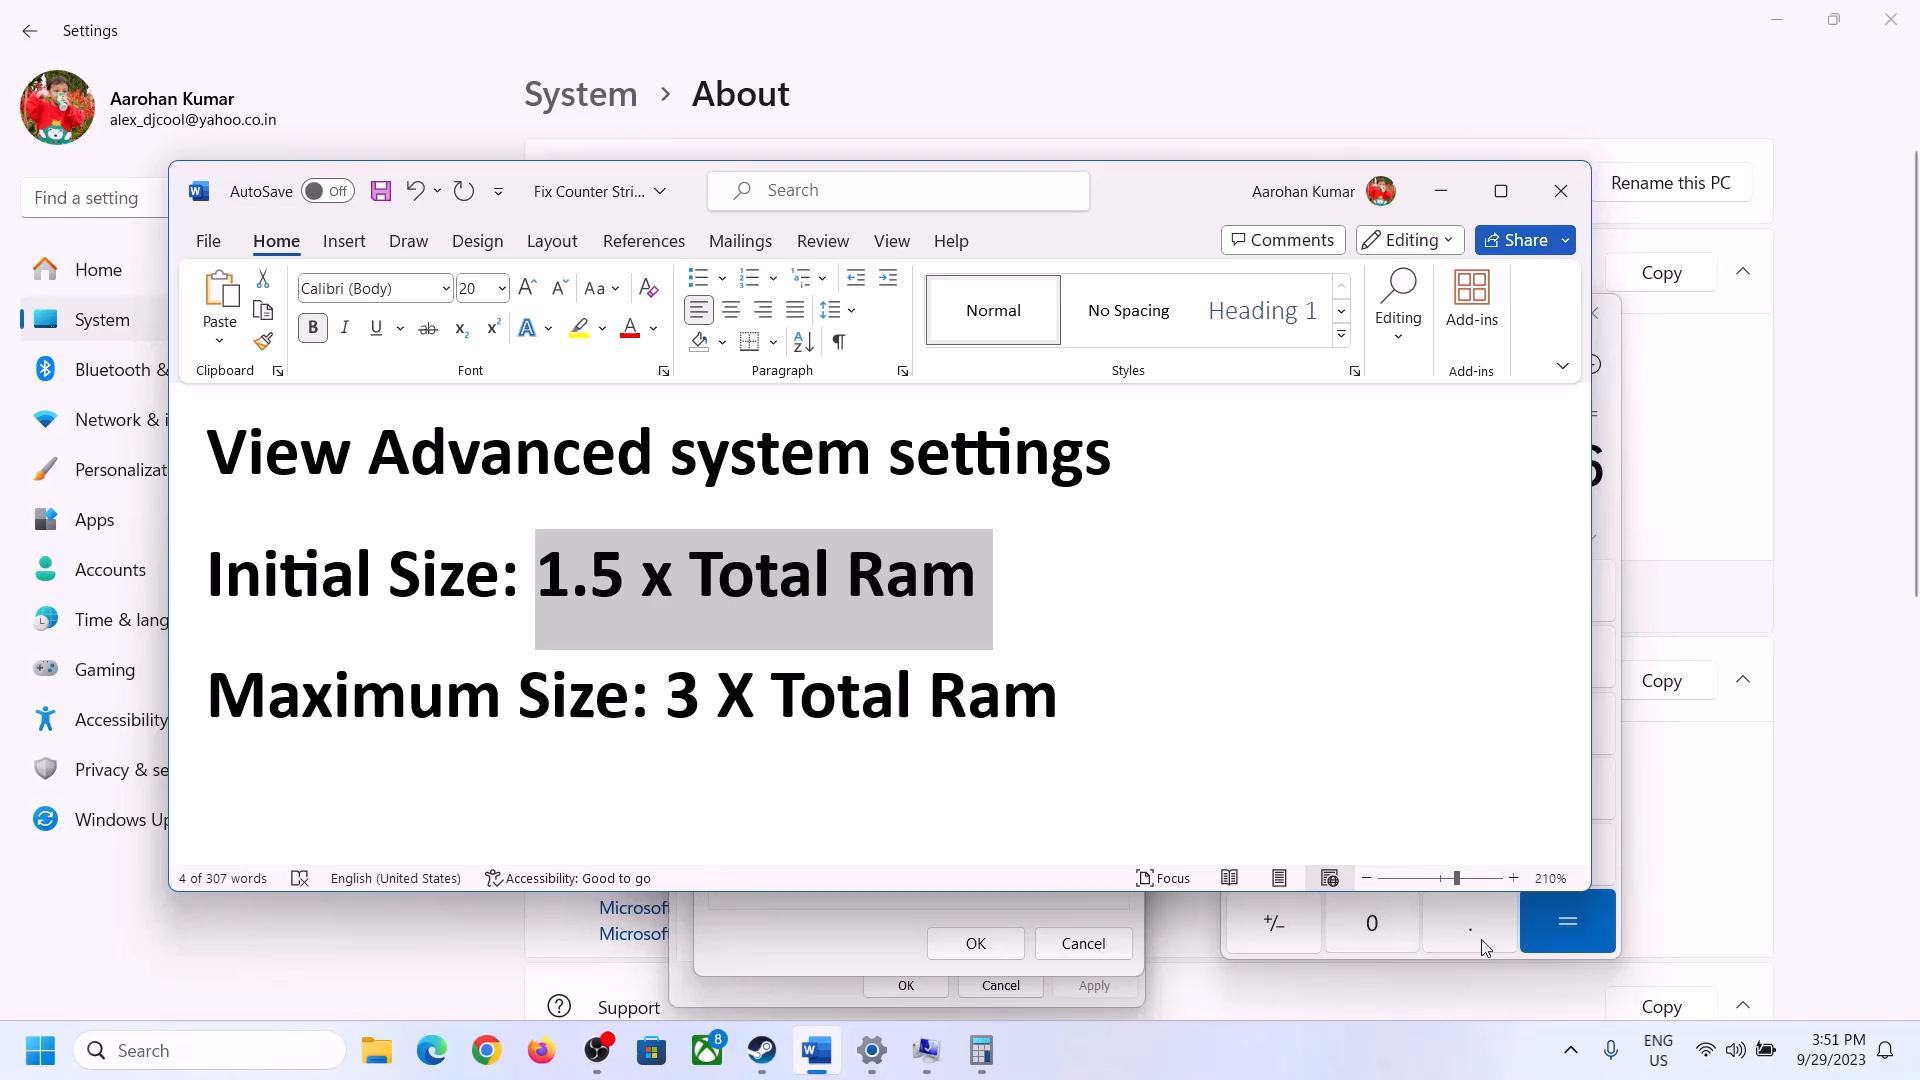 Settings
Aarohan Kumar
alex_djcool@yahoo.co.in
System > About
Find a setting
Rename this PC
AutoSave Off
Fix Counter Stri...
Search
Aarohan Kumar
File Home Insert Draw Design Layout References Mailings Review View Help
Comments Editing Share
Copy
Calibri (Body) 20
Paste
Normal
No Spacing
Heading 1
Editing
Add-ins
Clipboard Font Paragraph Styles Add-ins
Home
System
Bluetooth &
Network & i
Personalizat
Apps
Accounts
Time & lang
Gaming
Accessibility
Privacy & se
Windows Up
View Advanced system settings
Initial Size: 1.5 x Total Ram
Maximum Size: 3 X Total Ram
Copy
4 of 307 words
English (United States)
Accessibility: Good to go
Focus
210%
Microsoft
Microsoft
OK Cancel
OK Cancel Apply
+/- 0 . =
Support
Copy
Search
8
ENG
US
3:51 PM
9/29/2023